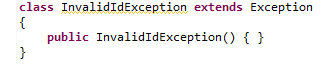 class InvalidIdException extends Exception
{
public InvalidIdException() { }
}